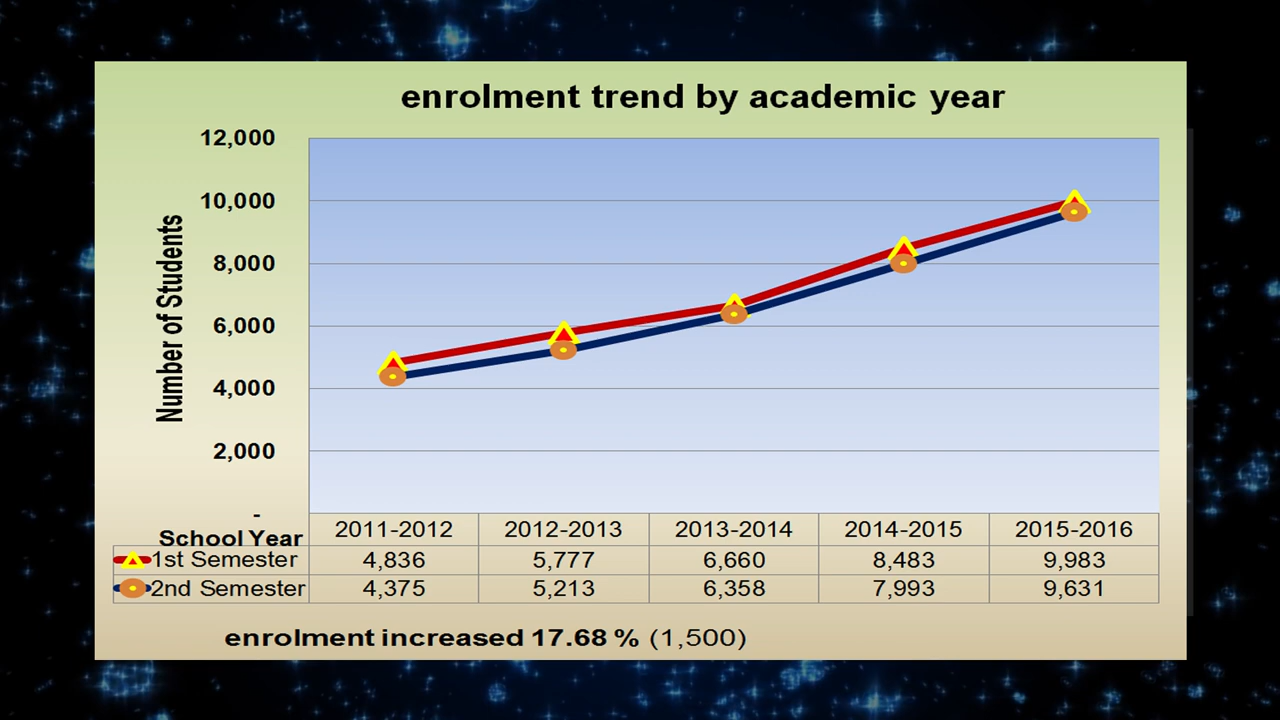 enrolment trend by academic year
12,000
10,000
8,000
6,000
4,000
2,000
-
Number of Students
School Year 2011-2012 2012-2013 2013-2014 2014-2015 2015-2016
1st Semester 4,836 5,777 6,660 8,483 9,983
2nd Semester 4,375 5,213 6,358 7,993 9,631
enrolment increased 17.68 % (1,500)